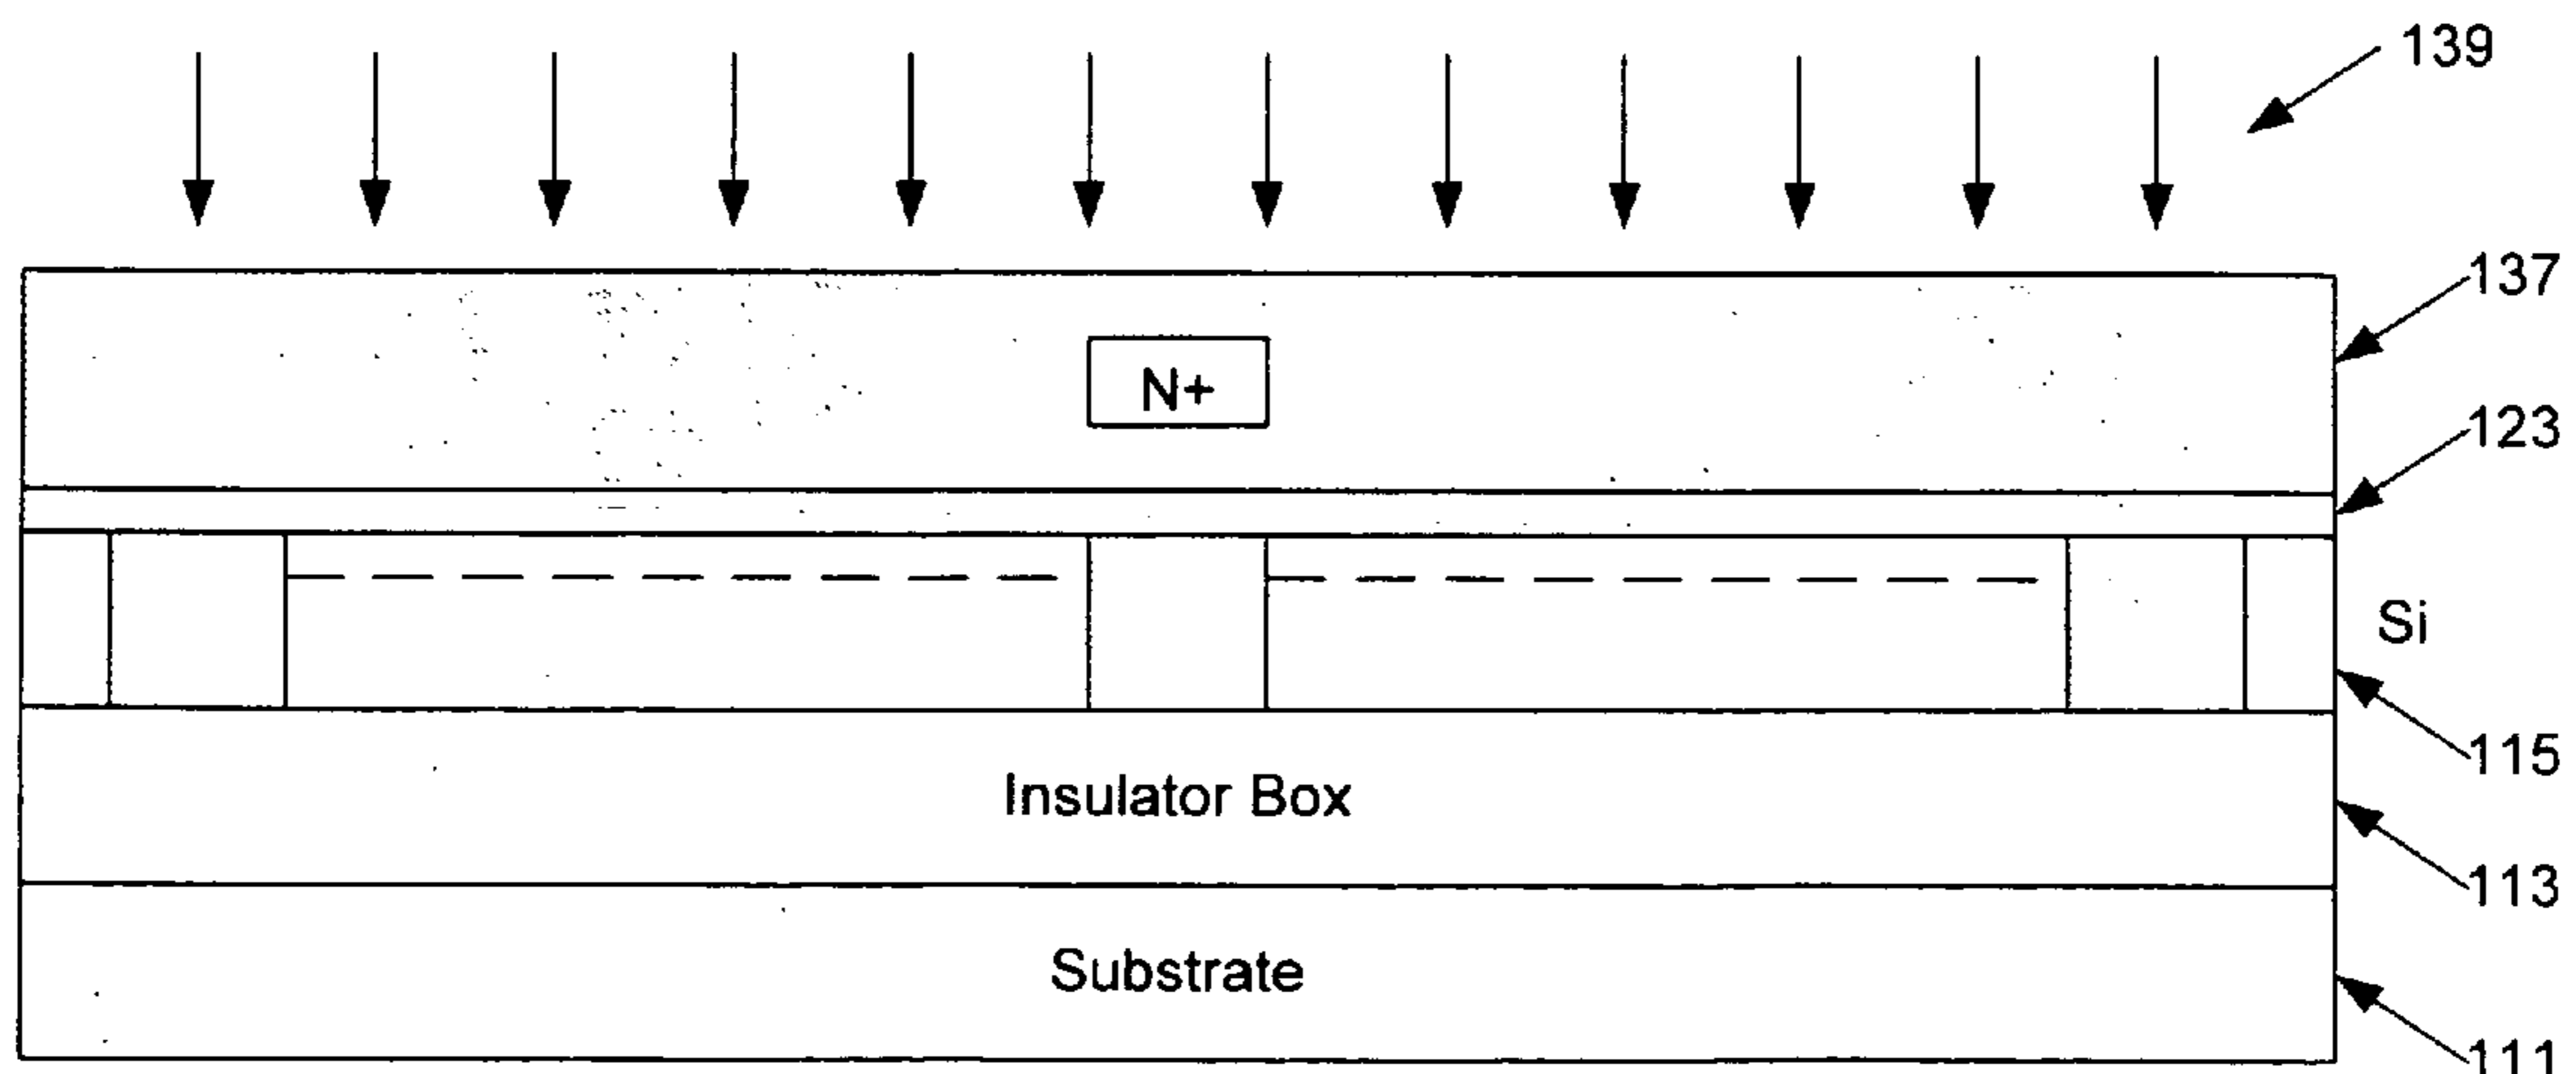 139
137
N+
123
Si
115
Insulator Box
113
Substrate
111